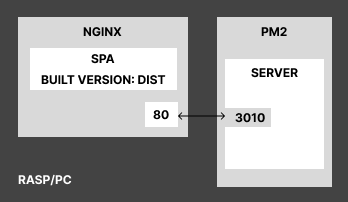 NGINX
SPA
BUILT VERSION: DIST
80
PM2
SERVER
3010
RASP/PC